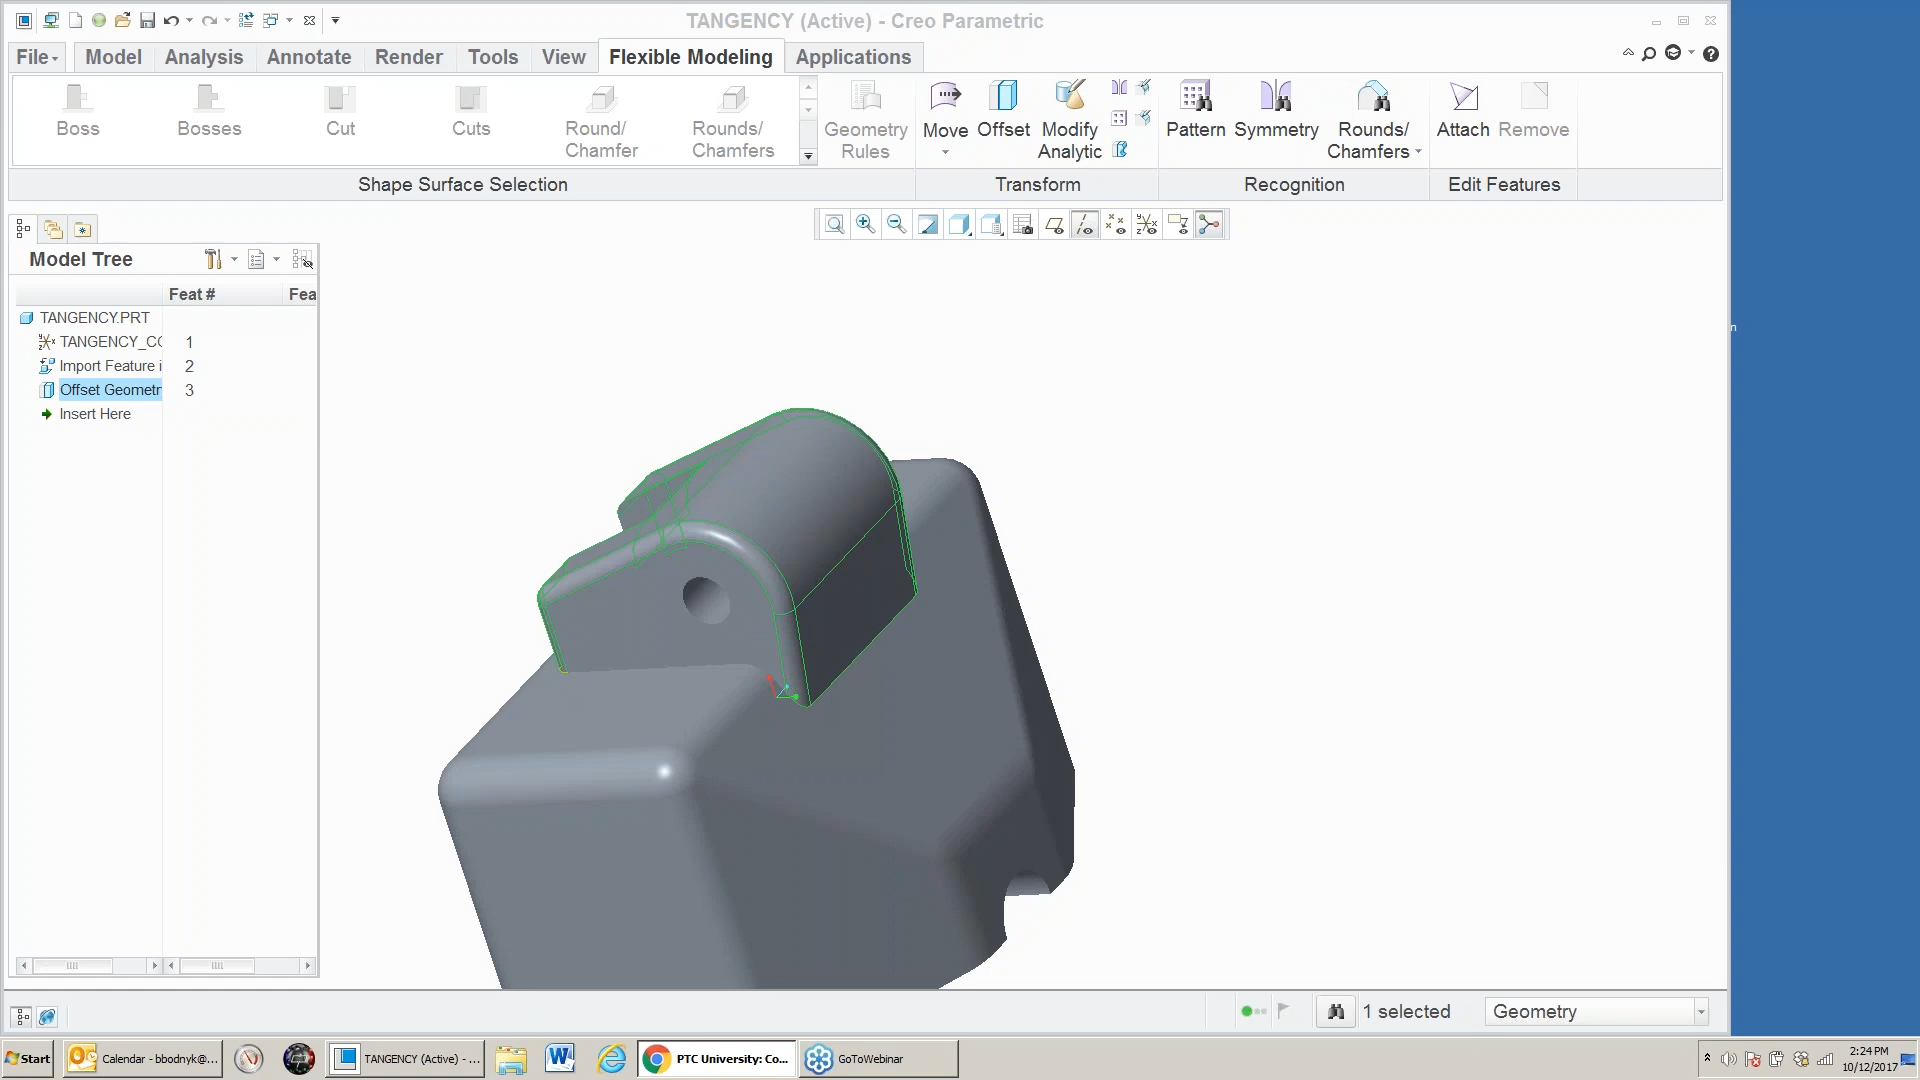 TANGENCY (Active) - Creo Parametric
File Model Analysis Annotate Render Tools View Flexible Modeling Applications
Boss Bosses Cut Cuts Round/ Chamfer Rounds/ Chamfers Geometry Rules Move Offset Modify Analytic Pattern Symmetry Rounds/ Chamfers Attach Remove
Shape Surface Selection Transform Recognition Edit Features
Model Tree
Feat # Fea
TANGENCY.PRT
TANGENCY_CO 1
Import Feature i 2
Offset Geometr 3
Insert Here
n
1 selected Geometry
Start Calendar - bbodnyk@... TANGENCY (Active) - ... PTC University: Co... GoToWebinar 2:24 PM
10/12/2017